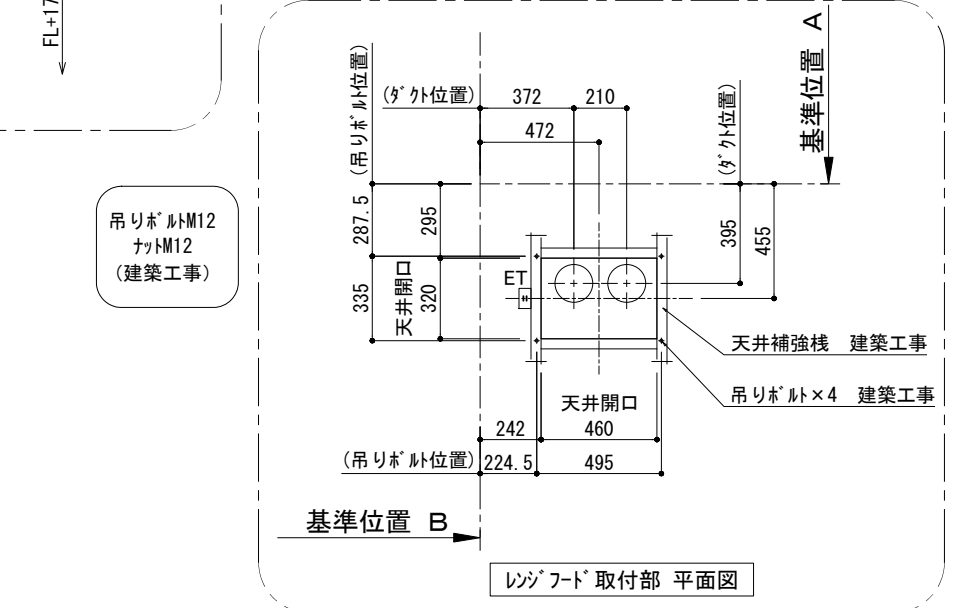 FL+17
吊りボルトM12
ナットM12
(建築工事)
(吊りボルト位置)
(ダクト位置)
372
210
472
(ダクト位置)
基準位置 A
287.5
295
395
455
335
天井開口
320
ET
天井補強桟 建築工事
吊りボルト×4 建築工事
天井開口
242
460
(吊りボルト位置)
224.5
495
基準位置 B
レンジフード取付部 平面図